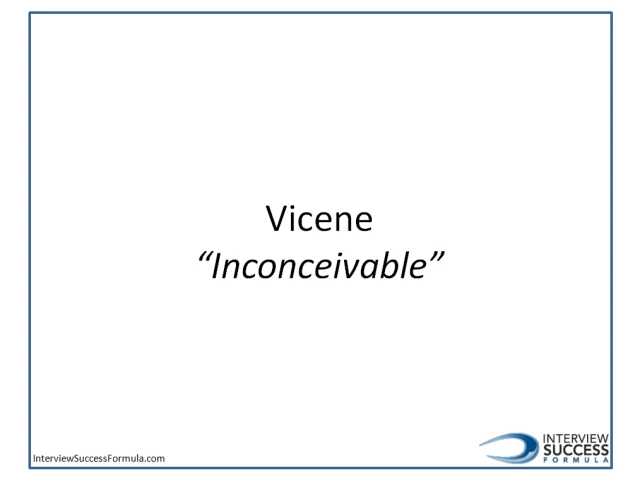 Vicene
“Inconceivable”
InterviewSuccessFormula.com
INTERVIEW
SUCCESS
FORMULA